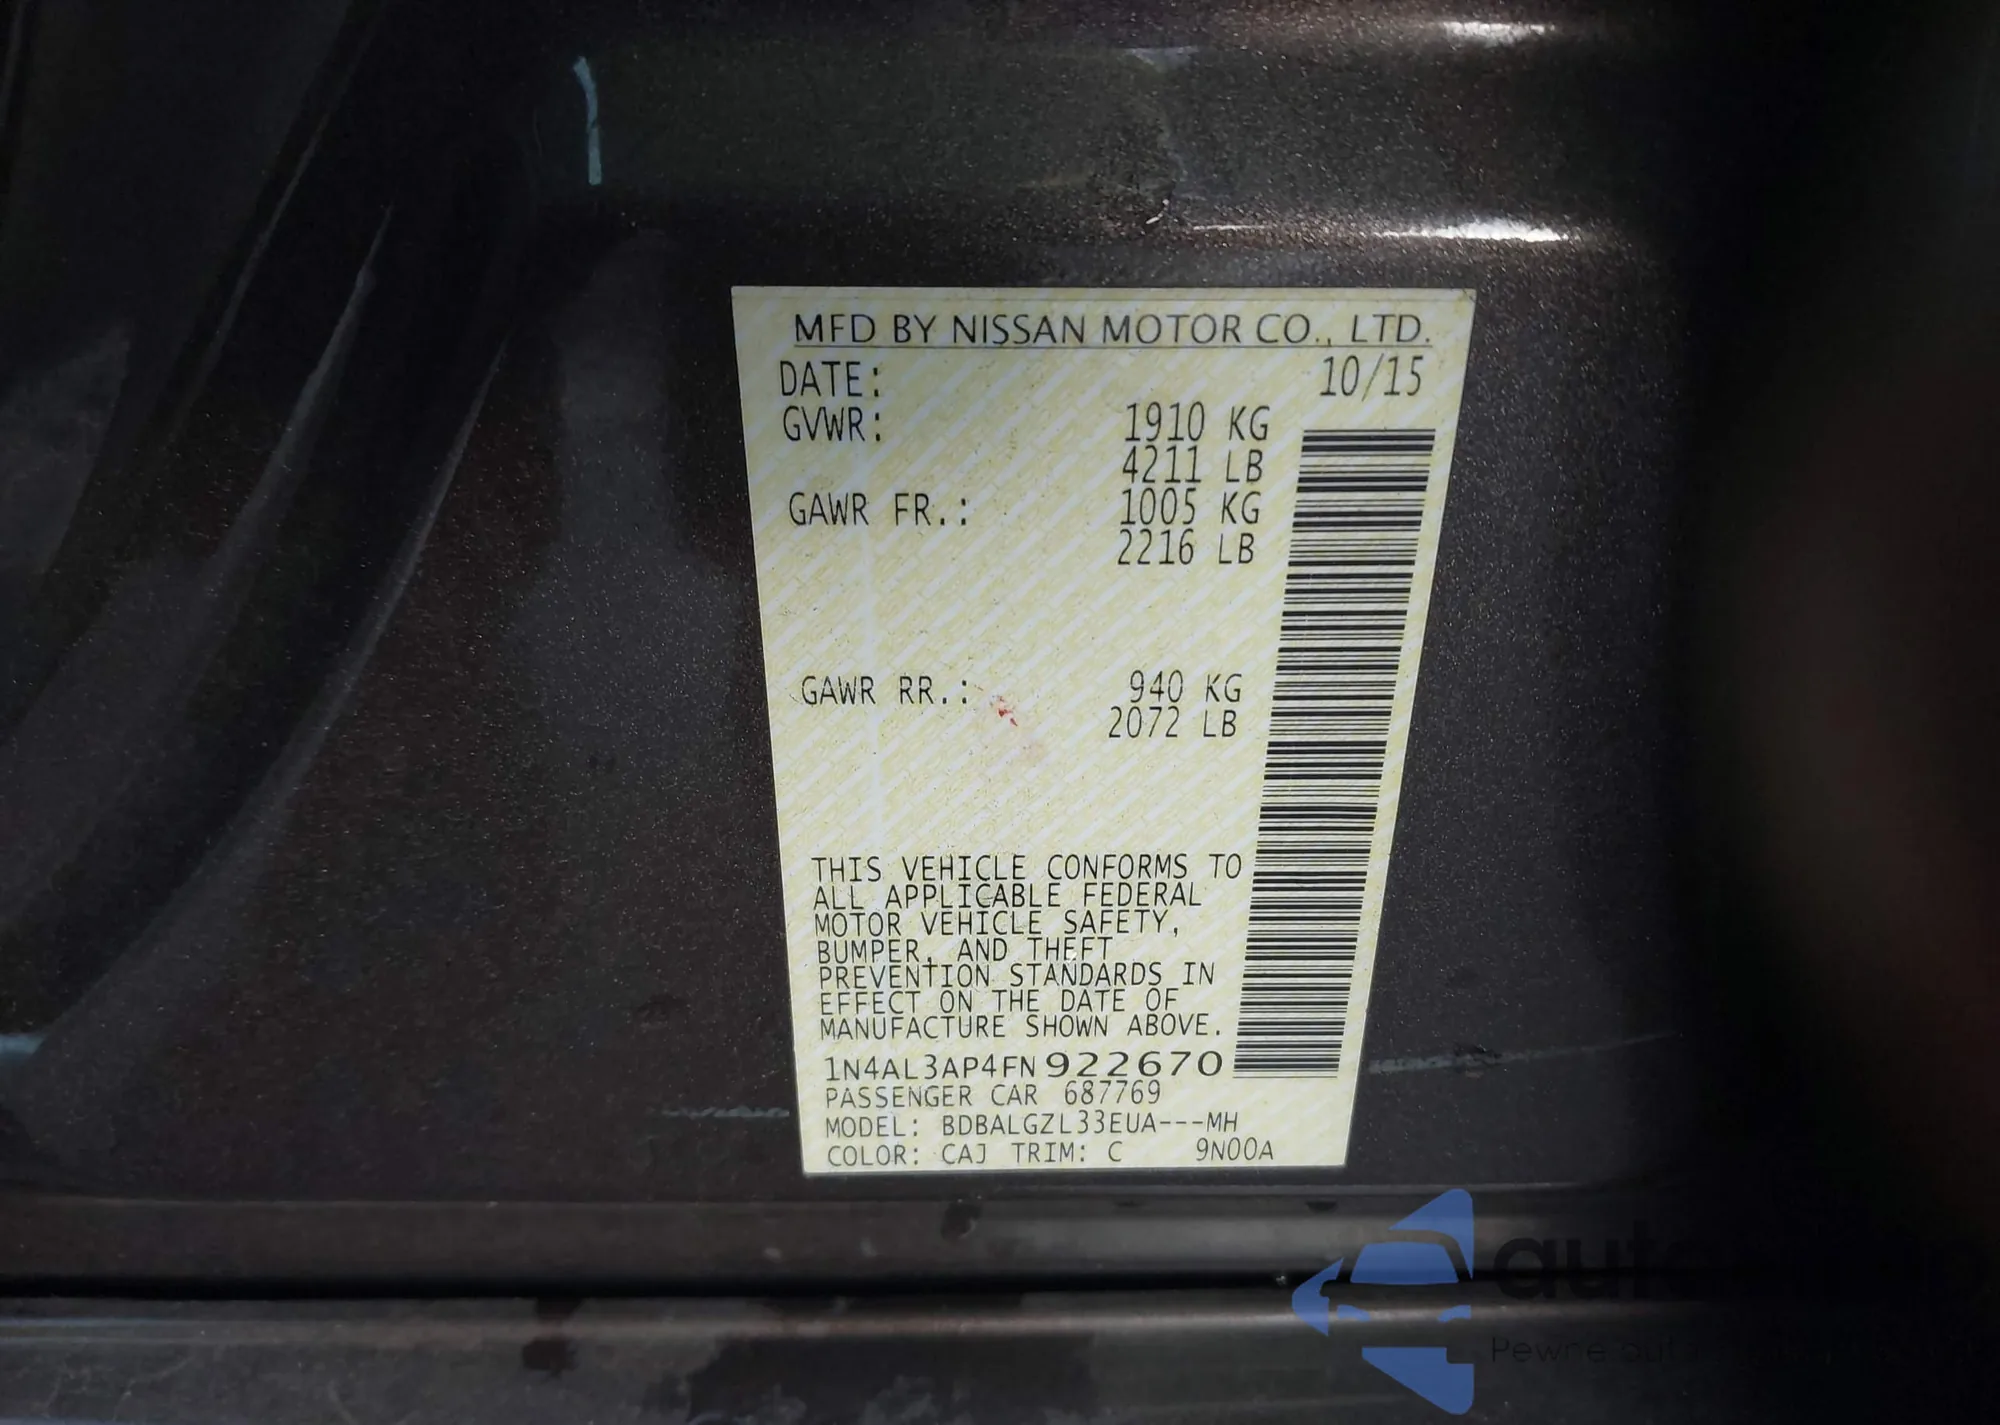 MFD BY NISSAN MOTOR CO., LTD.
DATE: 10/15
GVWR: 1910 KG
4211 LB
GAWR FR.: 1005 KG
2216 LB
GAWR RR.: 940 KG
2072 LB
THIS VEHICLE CONFORMS TO
ALL APPLICABLE FEDERAL
MOTOR VEHICLE SAFETY,
BUMPER, AND THEFT
PREVENTION STANDARDS IN
EFFECT ON THE DATE OF
MANUFACTURE SHOWN ABOVE.
1N4AL3AP4FN922670
PASSENGER CAR 687769
MODEL: BDBALGZL33EUA---MH
COLOR: CAJ TRIM: C 9N00A
Pewne